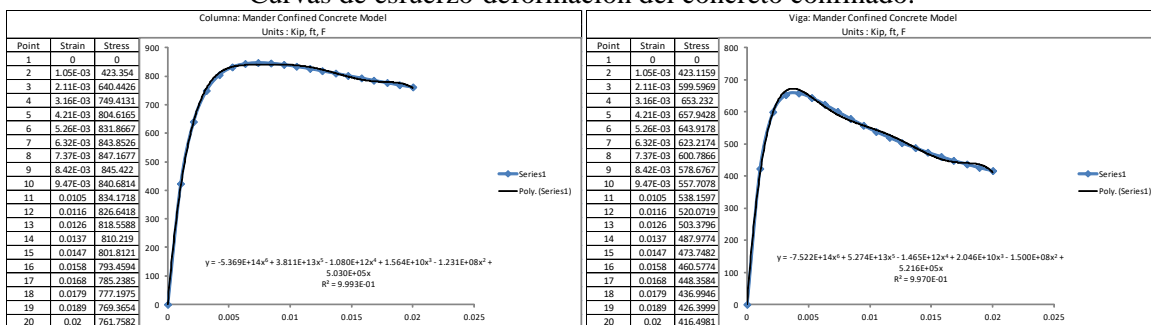 Curvas de esfuerzo-deformación del concreto confinado.
Columna: Mander Confined Concrete Model
Units : Kip, ft, F
Point Strain Stress
1 0 0
2 1.05E-03 423.354
3 2.11E-03 640.4426
4 3.16E-03 749.4131
5 4.21E-03 804.6165
6 5.26E-03 831.8667
7 6.32E-03 843.8526
8 7.37E-03 847.1677
9 8.42E-03 845.422
10 9.47E-03 840.6814
11 0.0105 834.1718
12 0.0116 826.6418
13 0.0126 818.5588
14 0.0137 810.219
15 0.0147 801.8121
16 0.0158 793.4594
17 0.0168 785.2385
18 0.0179 777.1975
19 0.0189 769.3654
20 0.02 761.7582
900
800
700
600
500
400
300
200
100
0
0 0.005 0.01 0.015 0.02 0.025
y = -5.369E+14x⁶ + 3.811E+13x⁵ - 1.080E+12x⁴ + 1.564E+10x³ - 1.231E+08x² +
5.030E+05x
R² = 9.993E-01
Series1
Poly. (Series1)
Viga: Mander Confined Concrete Model
Units : Kip, ft, F
Point Strain Stress
1 0 0
2 1.05E-03 423.1159
3 2.11E-03 599.5969
4 3.16E-03 653.232
5 4.21E-03 657.9428
6 5.26E-03 643.9178
7 6.32E-03 623.2174
8 7.37E-03 600.7866
9 8.42E-03 578.6767
10 9.47E-03 557.7078
11 0.0105 538.1597
12 0.0116 520.0719
13 0.0126 503.3796
14 0.0137 487.9774
15 0.0147 473.7482
16 0.0158 460.5774
17 0.0168 448.3584
18 0.0179 436.9946
19 0.0189 426.3999
20 0.02 416.4981
800
700
600
500
400
300
200
100
0
0 0.005 0.01 0.015 0.02 0.025
y = -7.522E+14x⁶ + 5.274E+13x⁵ - 1.465E+12x⁴ + 2.046E+10x³ - 1.500E+08x² +
5.216E+05x
R² = 9.970E-01
Series1
Poly. (Series1)